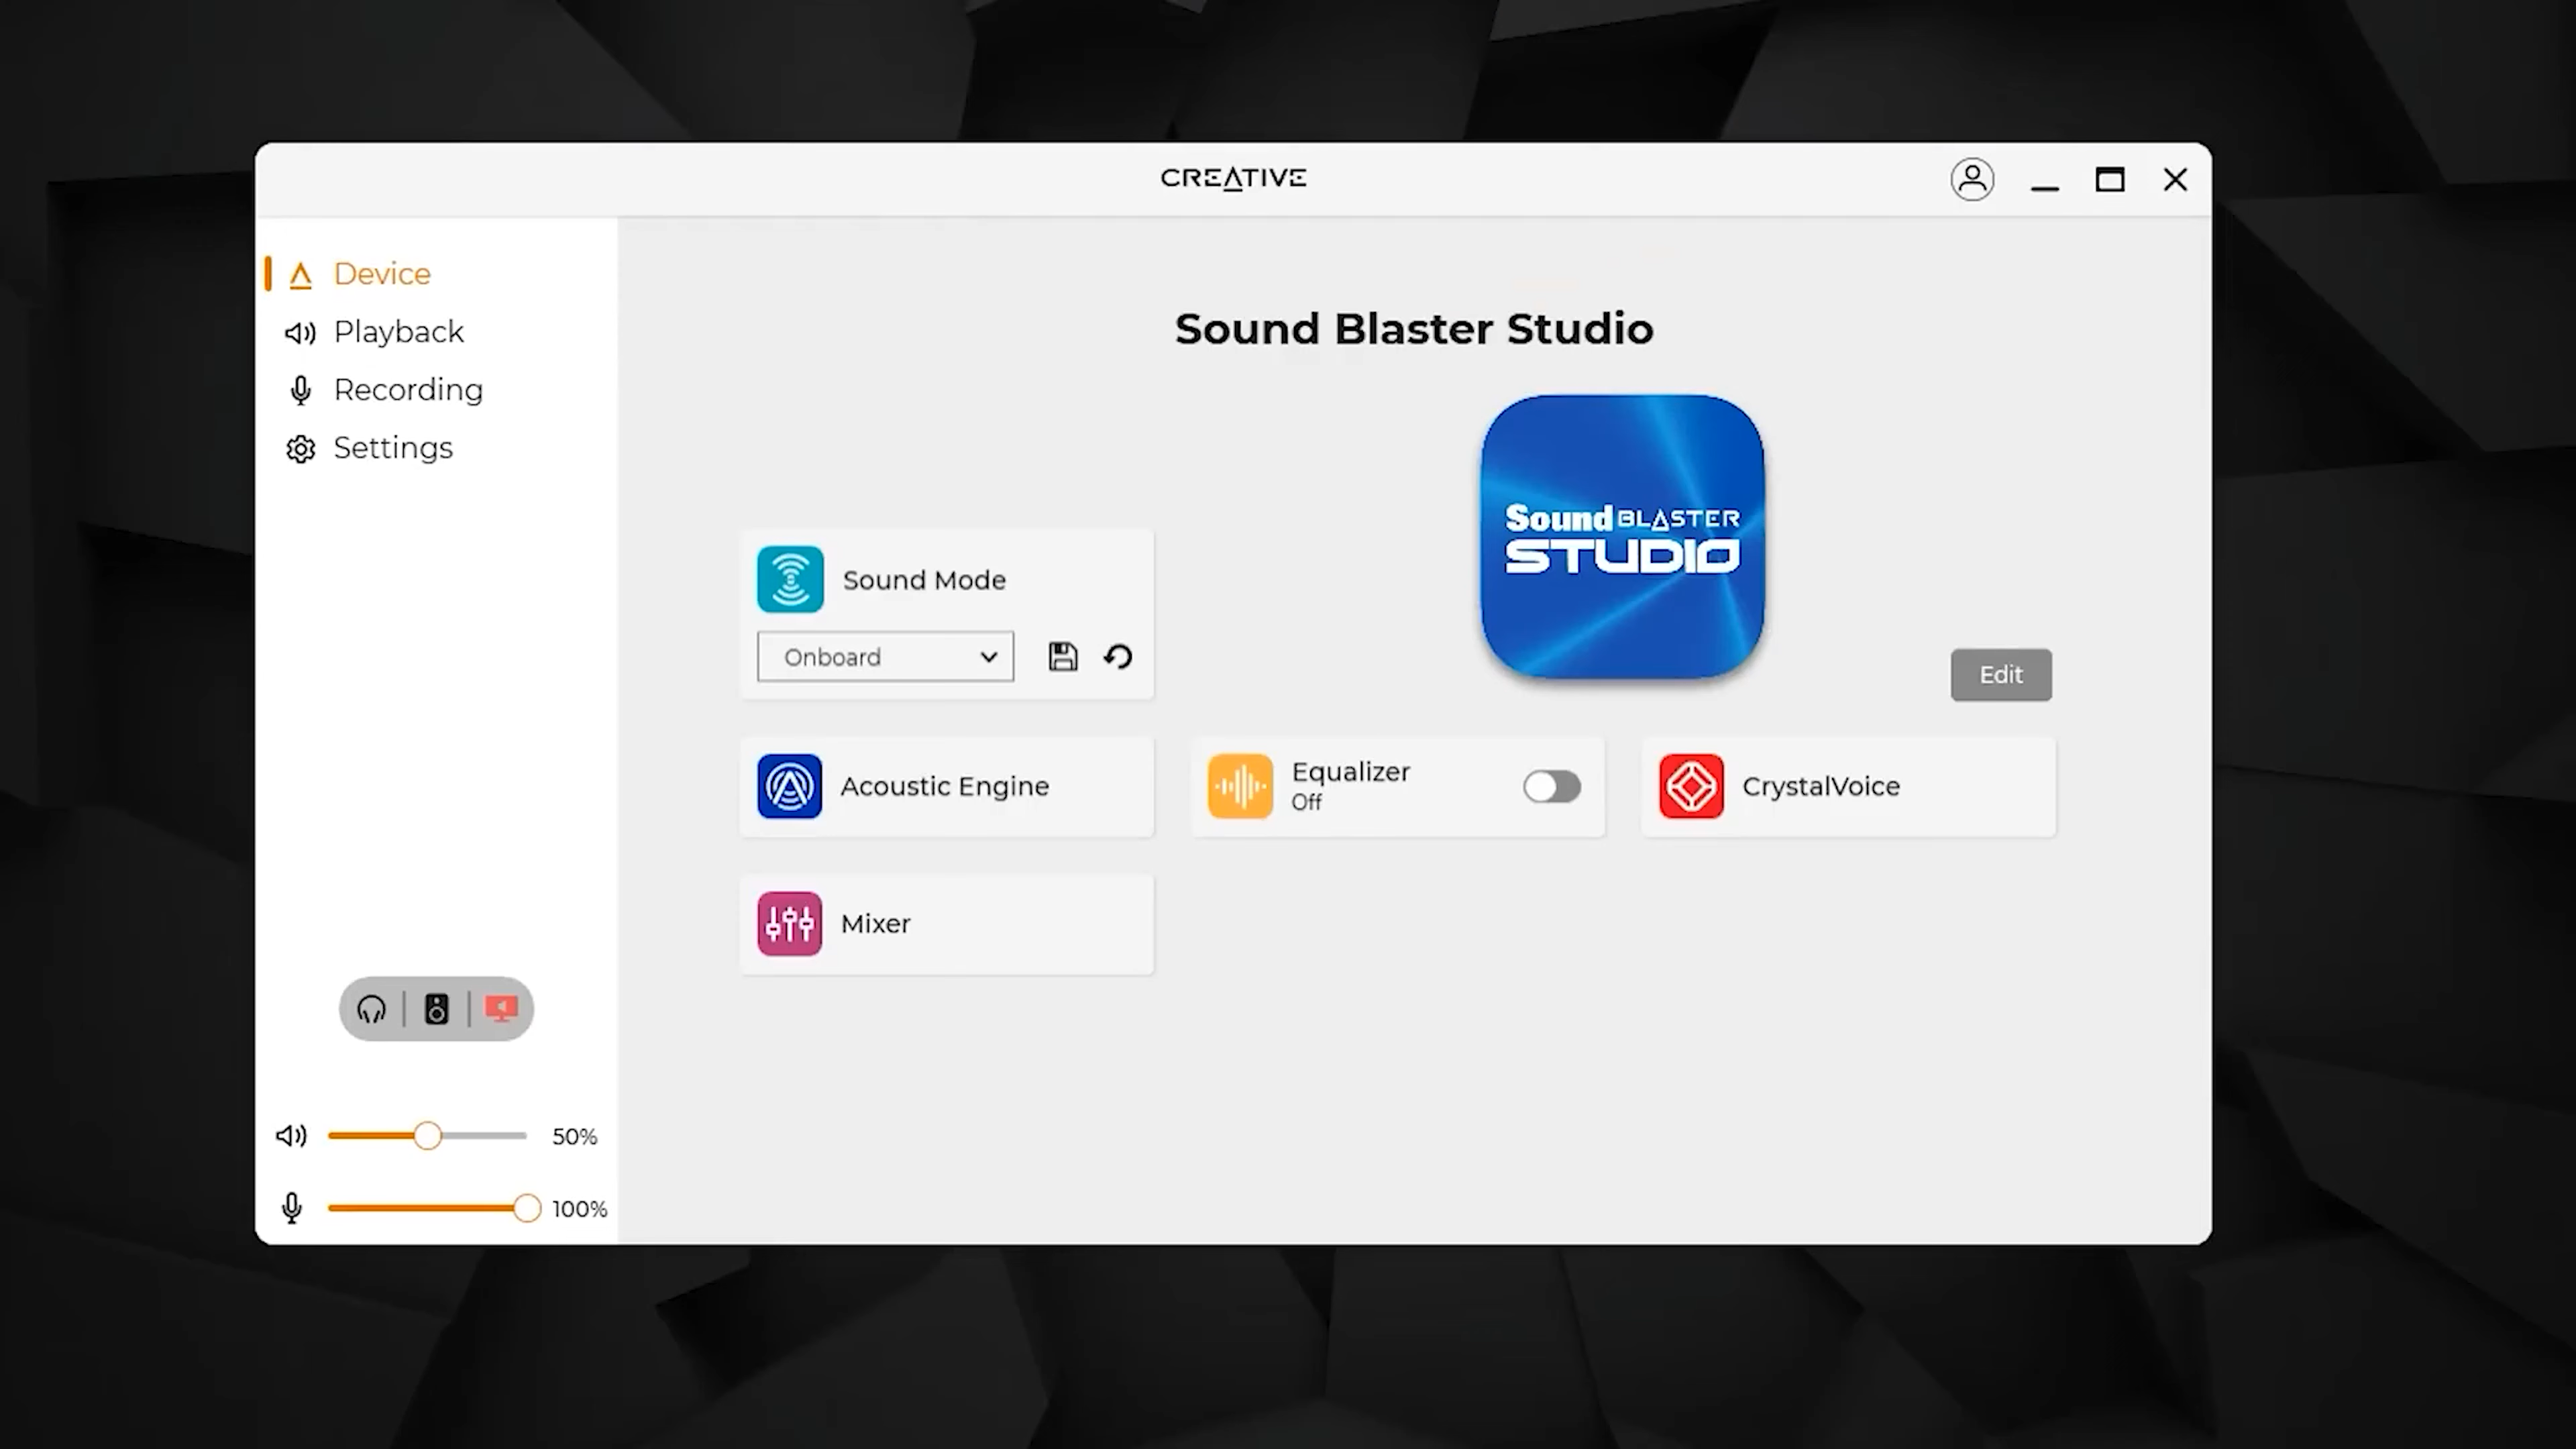 CREATIVE
Device
Playback
Recording
Settings
Sound Blaster Studio
Sound BLASTER
STUDIO
Sound Mode
Onboard
Edit
Acoustic Engine
Equalizer
Off
CrystalVoice
Mixer
50%
100%